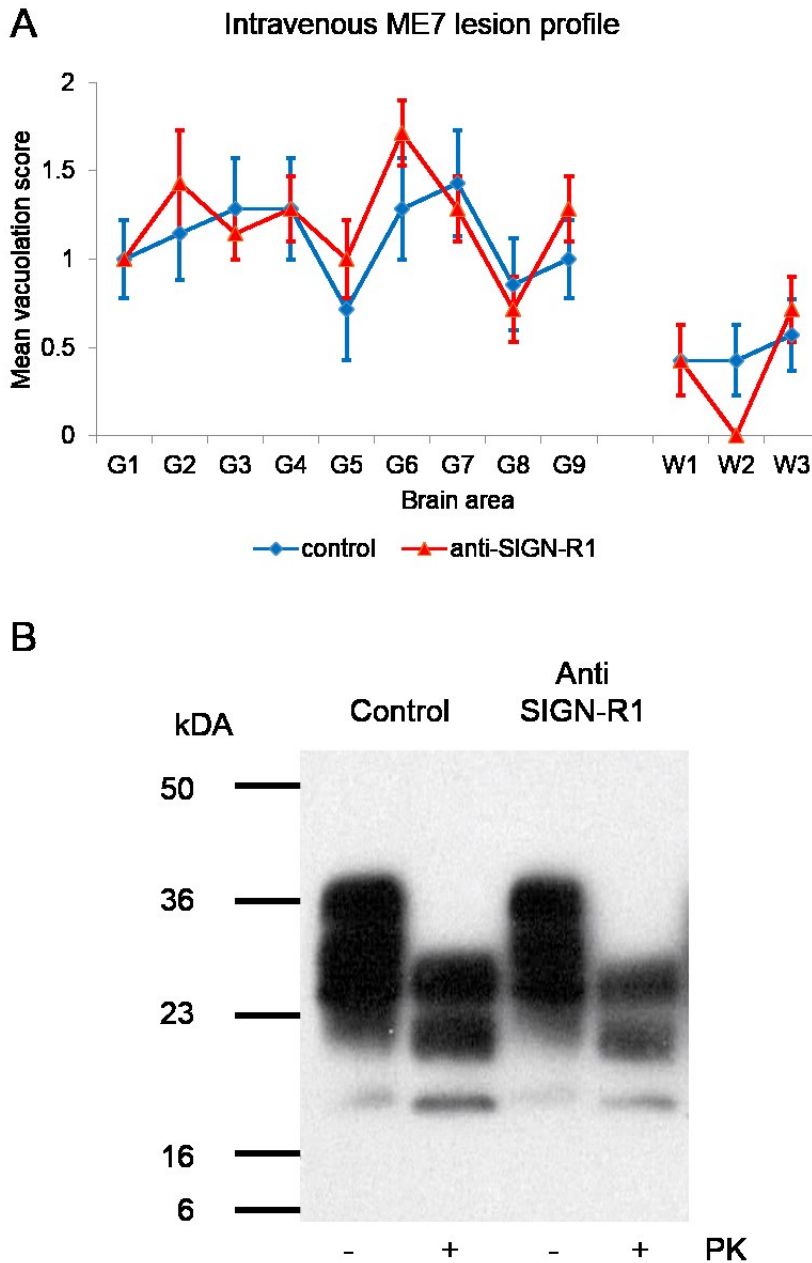 A
Intravenous ME7 lesion profile
Mean vacuolation score
2
1.5
1
0.5
0
G1 G2 G3 G4 G5 G6 G7 G8 G9 W1 W2 W3
Brain area
control anti-SIGN-R1
B
kDA
Control
Anti
SIGN-R1
50
36
23
16
6
- + - + PK